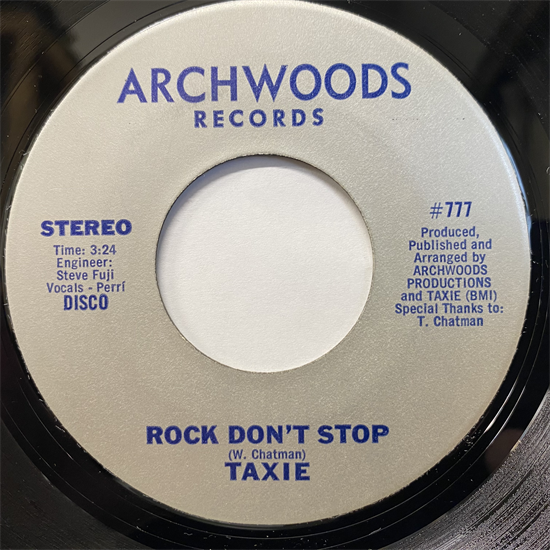 ARCHWOODS
RECORDS
STEREO
Time: 3:24
Engineer:
Steve Fuji
Vocals - Perrí
DISCO
#777
Produced,
Published and
Arranged by
ARCHWOODS
PRODUCTIONS
and TAXIE (BMI)
Special Thanks to:
T. Chatman
ROCK DON'T STOP
(W. Chatman)
TAXIE